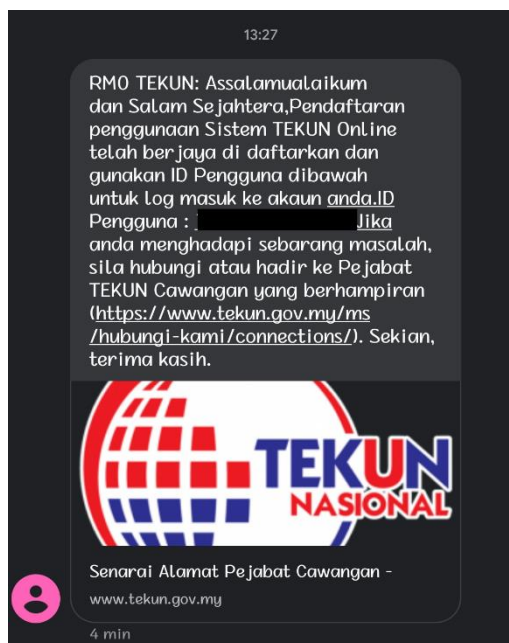 13:27
RM0 TEKUN: Assalamualaikum
dan Salam Sejahtera,Pendaftaran
penggunaan Sistem TEKUN Online
telah berjaya di daftarkan dan
gunakan ID Pengguna dibawah
untuk log masuk ke akaun anda.ID
Pengguna : Jika
anda menghadapi sebarang masalah,
sila hubungi atau hadir ke Pejabat
TEKUN Cawangan yang berhampiran
(https://www.tekun.gov.my/ms
/hubungi-kami/connections/). Sekian,
terima kasih.
TEKUN
NASIONAL
Senarai Alamat Pejabat Cawangan -
www.tekun.gov.my
4 min